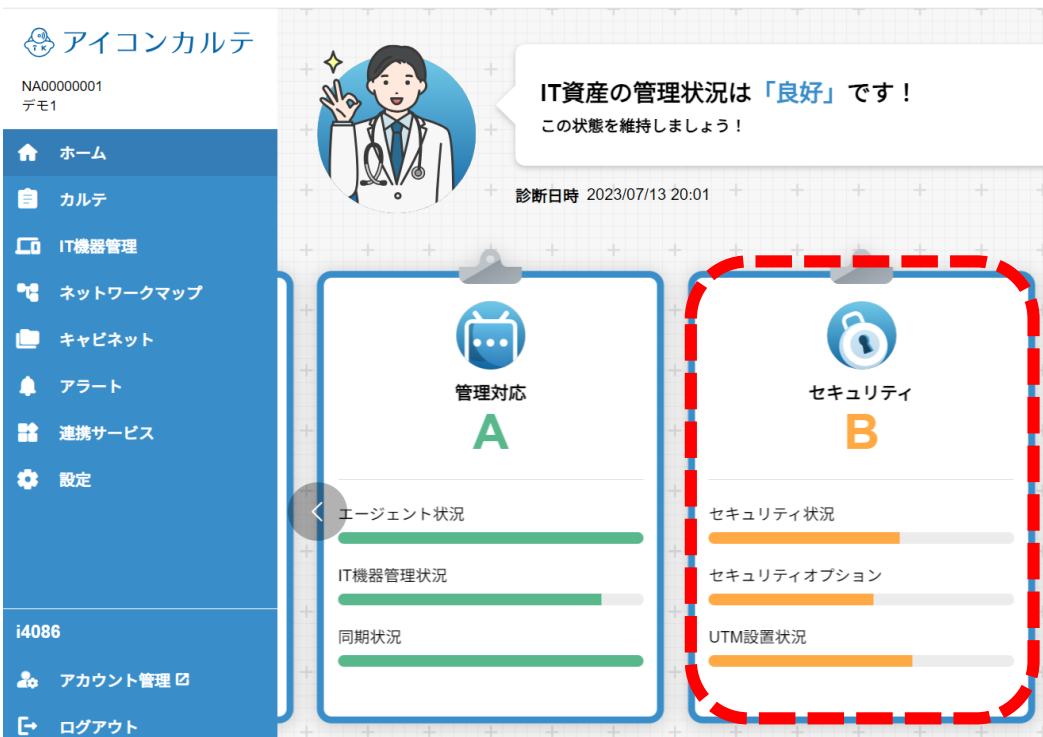 アイコンカルテ
NA00000001
デモ1
ホーム
カルテ
IT機器管理
ネットワークマップ
キャビネット
アラート
連携サービス
設定
i4086
アカウント管理
ログアウト
IT資産の管理状況は「良好」です！
この状態を維持しましょう！
診断日時 2023/07/13 20:01
管理対応
A
エージェント状況
IT機器管理状況
同期状況
セキュリティ
B
セキュリティ状況
セキュリティオプション
UTM設置状況